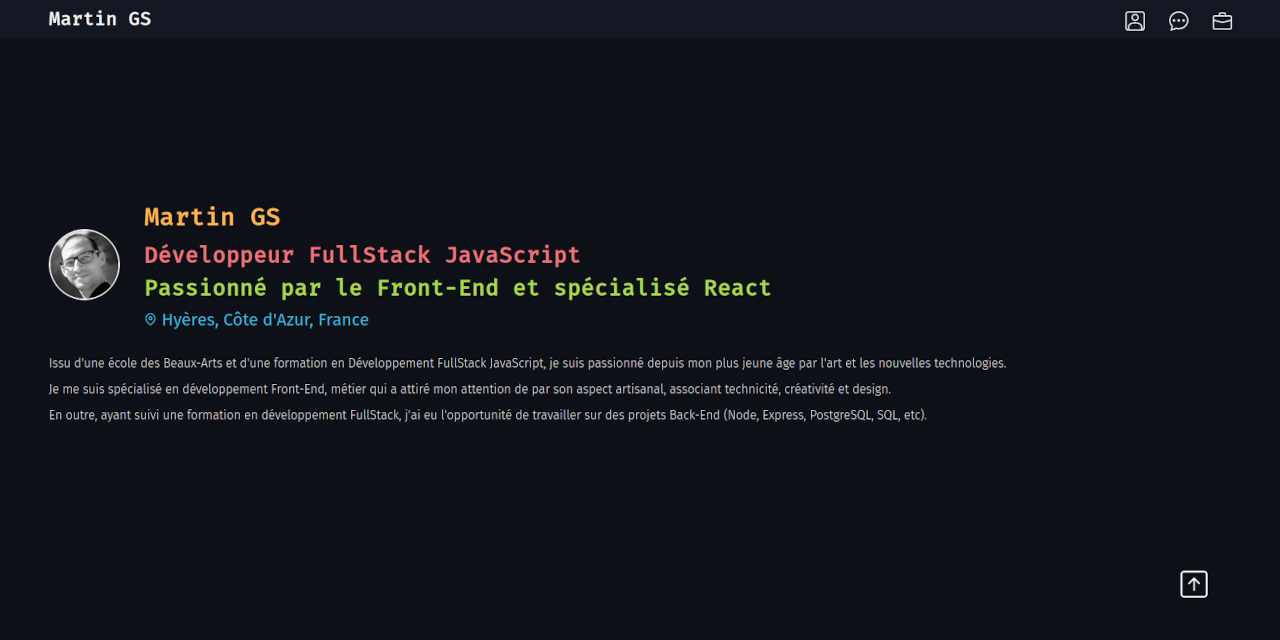 Martin GS
Martin GS
Développeur FullStack JavaScript
Passionné par le Front-End et spécialisé React
Hyères, Côte d'Azur, France
Issu d'une école des Beaux-Arts et d'une formation en Développement FullStack JavaScript, je suis passionné depuis mon plus jeune âge par l'art et les nouvelles technologies.
Je me suis spécialisé en développement Front-End, métier qui a attiré mon attention de par son aspect artisanal, associant technicité, créativité et design.
En outre, ayant suivi une formation en développement FullStack, j'ai eu l'opportunité de travailler sur des projets Back-End (Node, Express, PostgreSQL, SQL, etc).